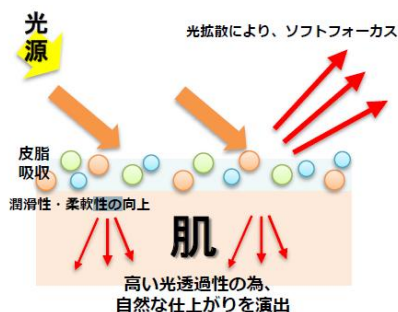 光
源
光拡散により、ソフトフォーカス
皮脂
吸収
潤滑性・柔軟性の向上
肌
高い光透過性の為、
自然な仕上がりを演出